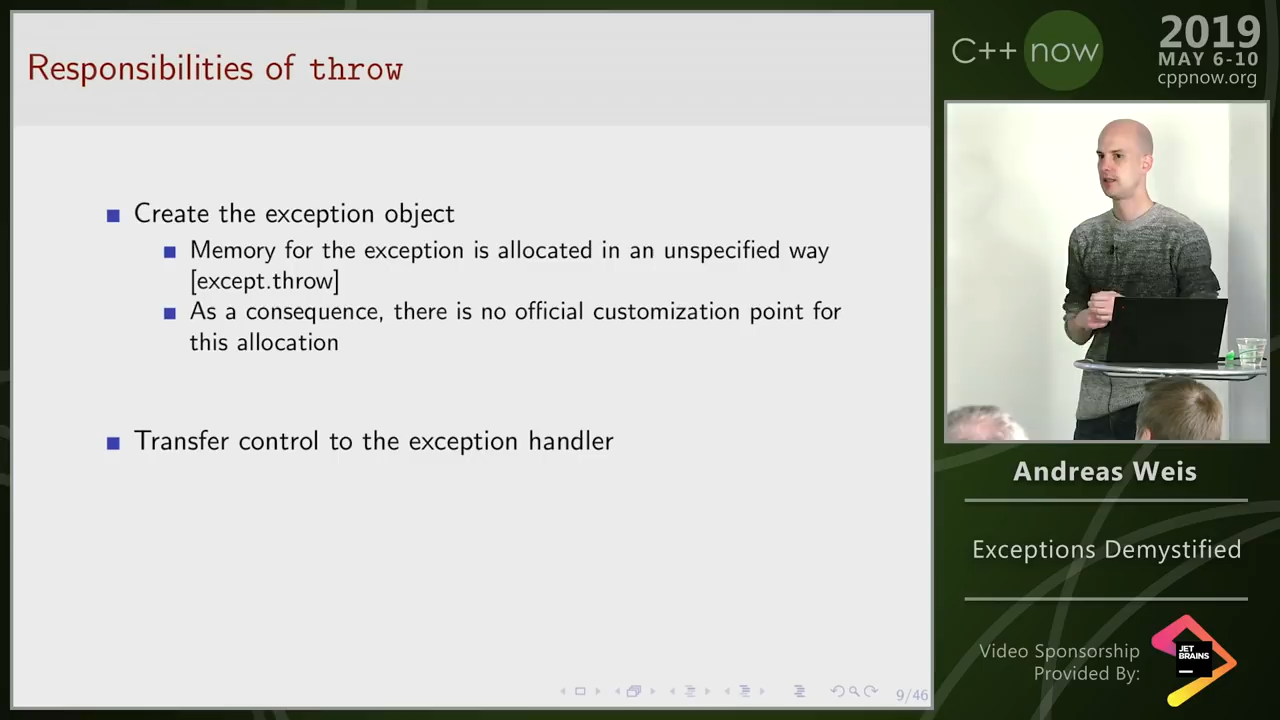 Responsibilities of throw
Create the exception object
Memory for the exception is allocated in an unspecified way
[except.throw]
As a consequence, there is no official customization point for
this allocation
Transfer control to the exception handler
9/46
C++ now
2019
MAY 6-10
cppnow.org
Andreas Weis
Exceptions Demystified
Video Sponsorship
Provided By:
JET
BRAINS